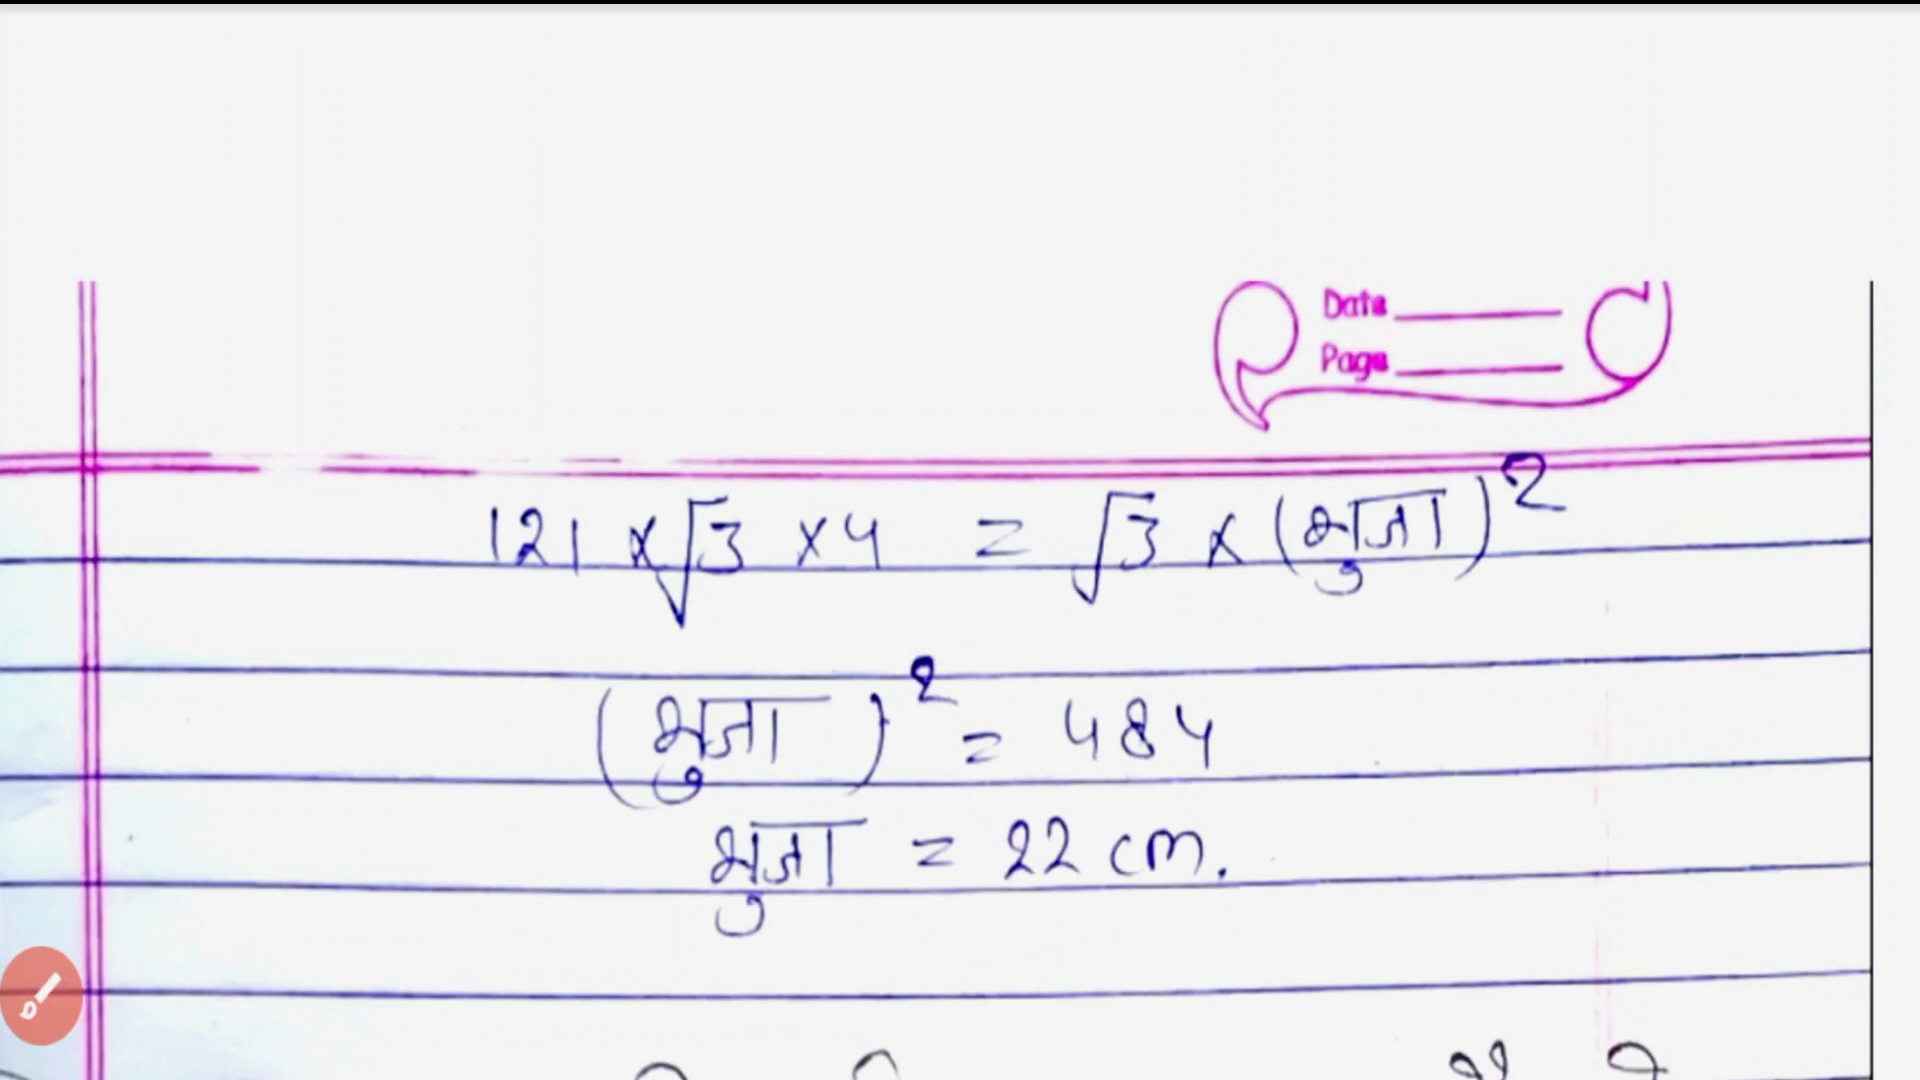 Date
Page
121 × √3 × 4 = √3 × (भुजा)²
(भुजा)² = 484
भुजा = 22 cm.